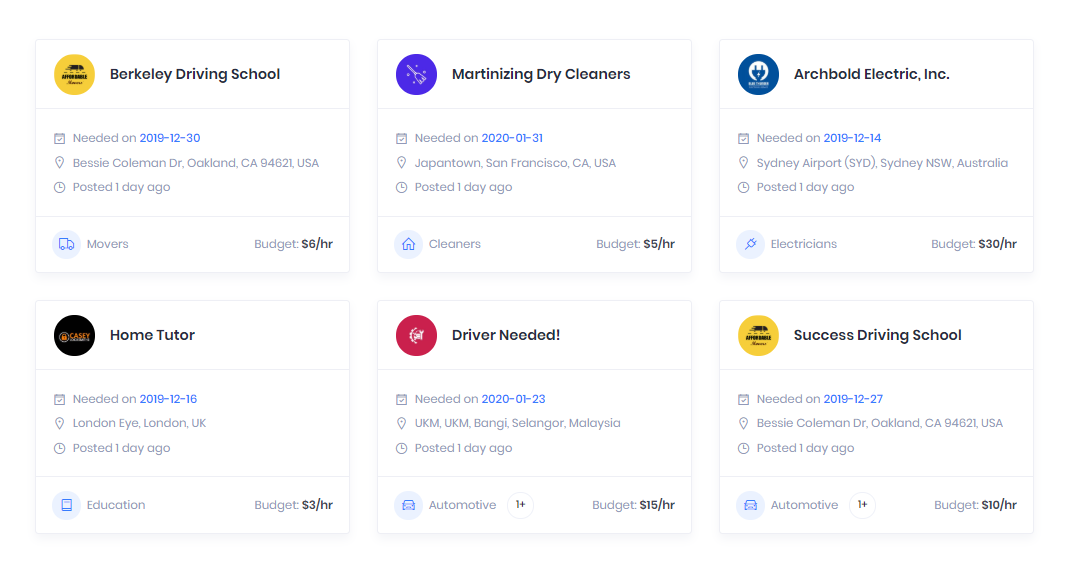 Berkeley Driving School
Needed on 2019-12-30
Bessie Coleman Dr, Oakland, CA 94621, USA
Posted 1 day ago
Movers
Budget: $6/hr
Martinizing Dry Cleaners
Needed on 2020-01-31
Japantown, San Francisco, CA, USA
Posted 1 day ago
Cleaners
Budget: $5/hr
Archbold Electric, Inc.
Needed on 2019-12-14
Sydney Airport (SYD), Sydney NSW, Australia
Posted 1 day ago
Electricians
Budget: $30/hr
AFFORDABLE
Movers
CASEY
Home Tutor
Needed on 2019-12-16
London Eye, London, UK
Posted 1 day ago
Education
Budget: $3/hr
Driver Needed!
Needed on 2020-01-23
UKM, UKM, Bangi, Selangor, Malaysia
Posted 1 day ago
Automotive 1+
Budget: $15/hr
AFFORDABLE
Movers
Success Driving School
Needed on 2019-12-27
Bessie Coleman Dr, Oakland, CA 94621, USA
Posted 1 day ago
Automotive 1+
Budget: $10/hr